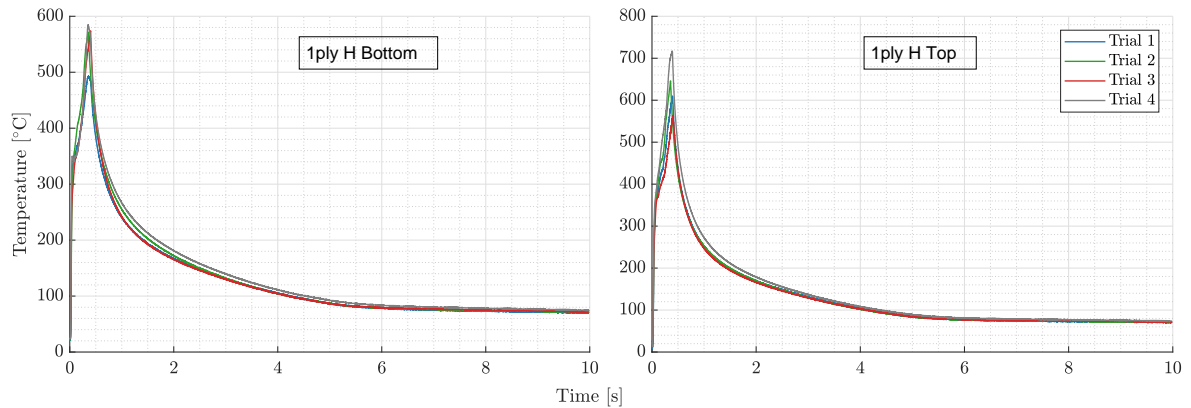 600
500
400
300
200
100
0
Temperature [°C]
1ply H Bottom
0 2 4 6 8 10
800
700
600
500
400
300
200
100
0
1ply H Top
Trial 1
Trial 2
Trial 3
Trial 4
0 2 4 6 8 10
Time [s]